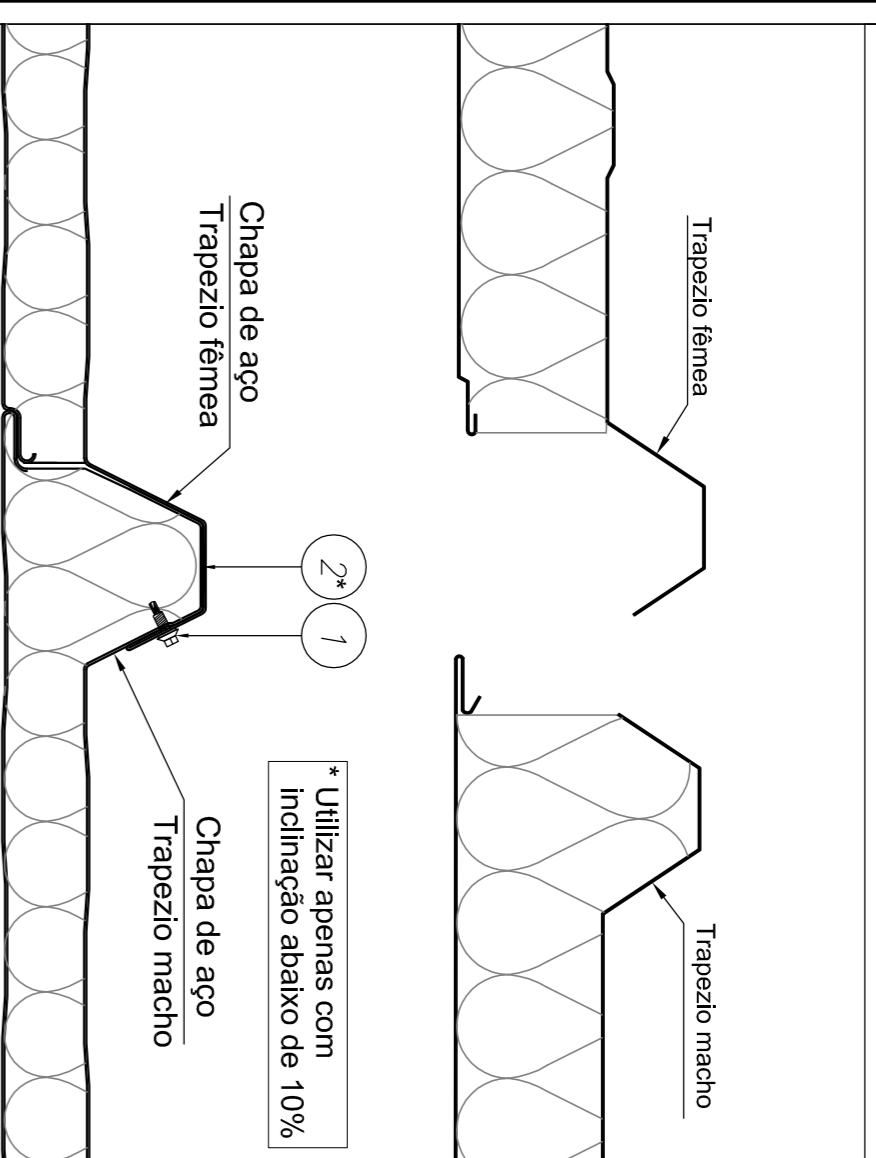 Trapezio fêmea
Trapezio macho
Chapa de aço
Trapezio fêmea
2*
1
* Utilizar apenas com
inclinação abaixo de 10%
Chapa de aço
Trapezio macho